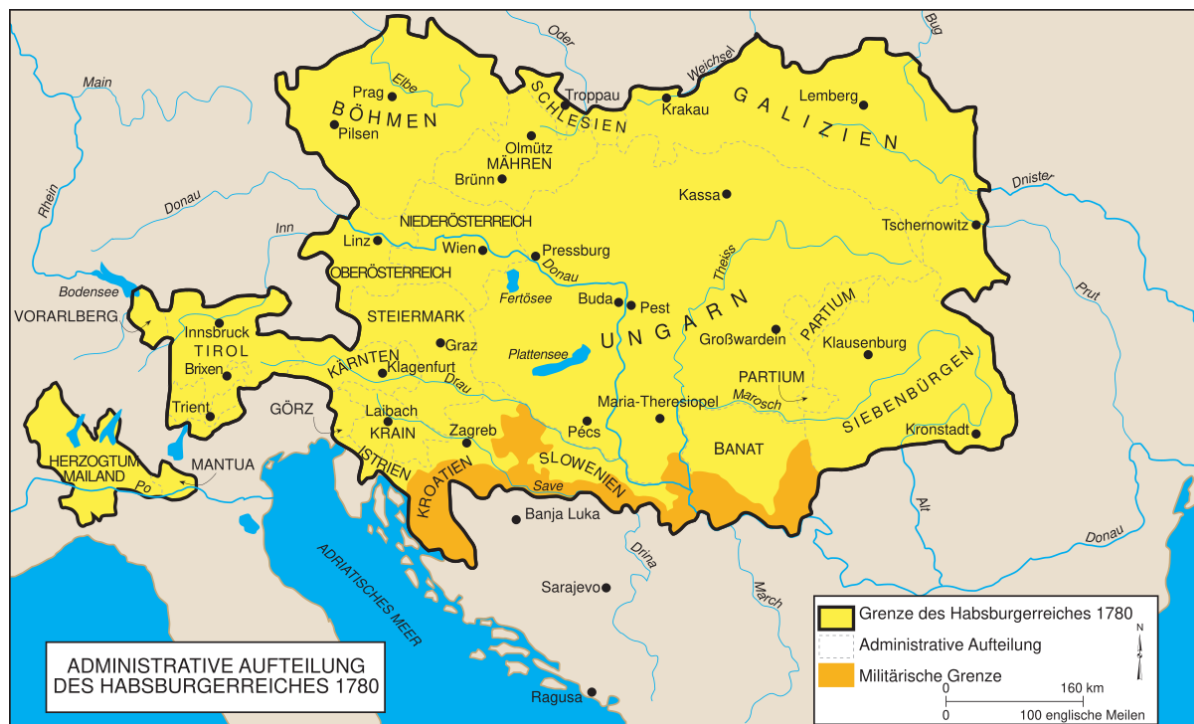 Oder
Weichsel
Bug
Main
Elbe
Prag
BÖHMEN
Pilsen
Troppau
SCHLESIEN
Krakau
GALIZIEN
Lemberg
Olmütz
MÄHREN
Brünn
Kassa
Dnister
Rhein
Donau
Inn
NIEDERÖSTERREICH
Tschernowitz
Linz
Wien
Pressburg
Donau
Theiss
OBERÖSTERREICH
Fertösee
Buda
Pest
Prut
Bodensee
VORARLBERG
Innsbruck
TIROL
Brixen
Trient
STEIERMARK
Graz
KÄRNTEN
Klagenfurt
Plattensee
UNGARN
PARTIUM
Großwardein
Klausenburg
PARTIUM
SIEBENBÜRGEN
Drau
GÖRZ
Laibach
KRAIN
Maria-Theresiopel
Marosch
Kronstadt
Zagreb
Pécs
BANAT
HERZOGTUM
MAILAND
MANTUA
Po
ISTRIEN
KROATIEN
SLOWENIEN
Save
Banja Luka
Alt
Donau
ADRIATISCHES MEER
Drina
Sarajevo
March
Ragusa
ADMINISTRATIVE AUFTEILUNG
DES HABSBURGERREICHES 1780
Grenze des Habsburgerreiches 1780
Administrative Aufteilung
Militärische Grenze
N
0 160 km
0 100 englische Meilen